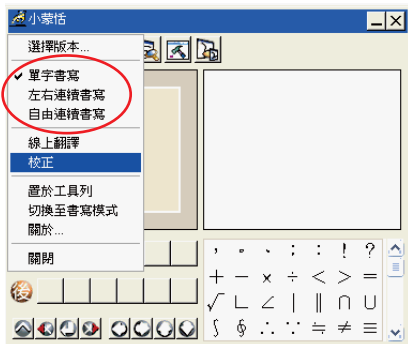 小蒙恬
選擇版本...
✓ 單字書寫
左右連續書寫
自由連續書寫
線上翻譯
校正
置於工具列
切換至書寫模式
關於...
關閉
, 。 、 ; : ! ?
+ − × ÷ < > =
後
√ ∟ ∠ | ‖ ∩ ∪
∫ ∮ ∴ ∵ ≒ ≠ ≡